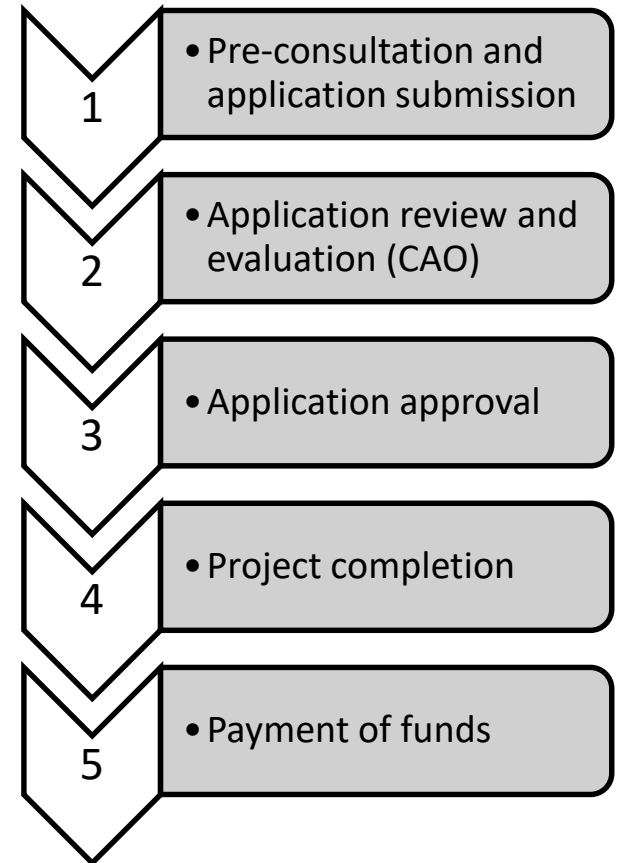 1
• Pre-consultation and
application submission
2
• Application review and
evaluation (CAO)
3
• Application approval
4
• Project completion
5
• Payment of funds